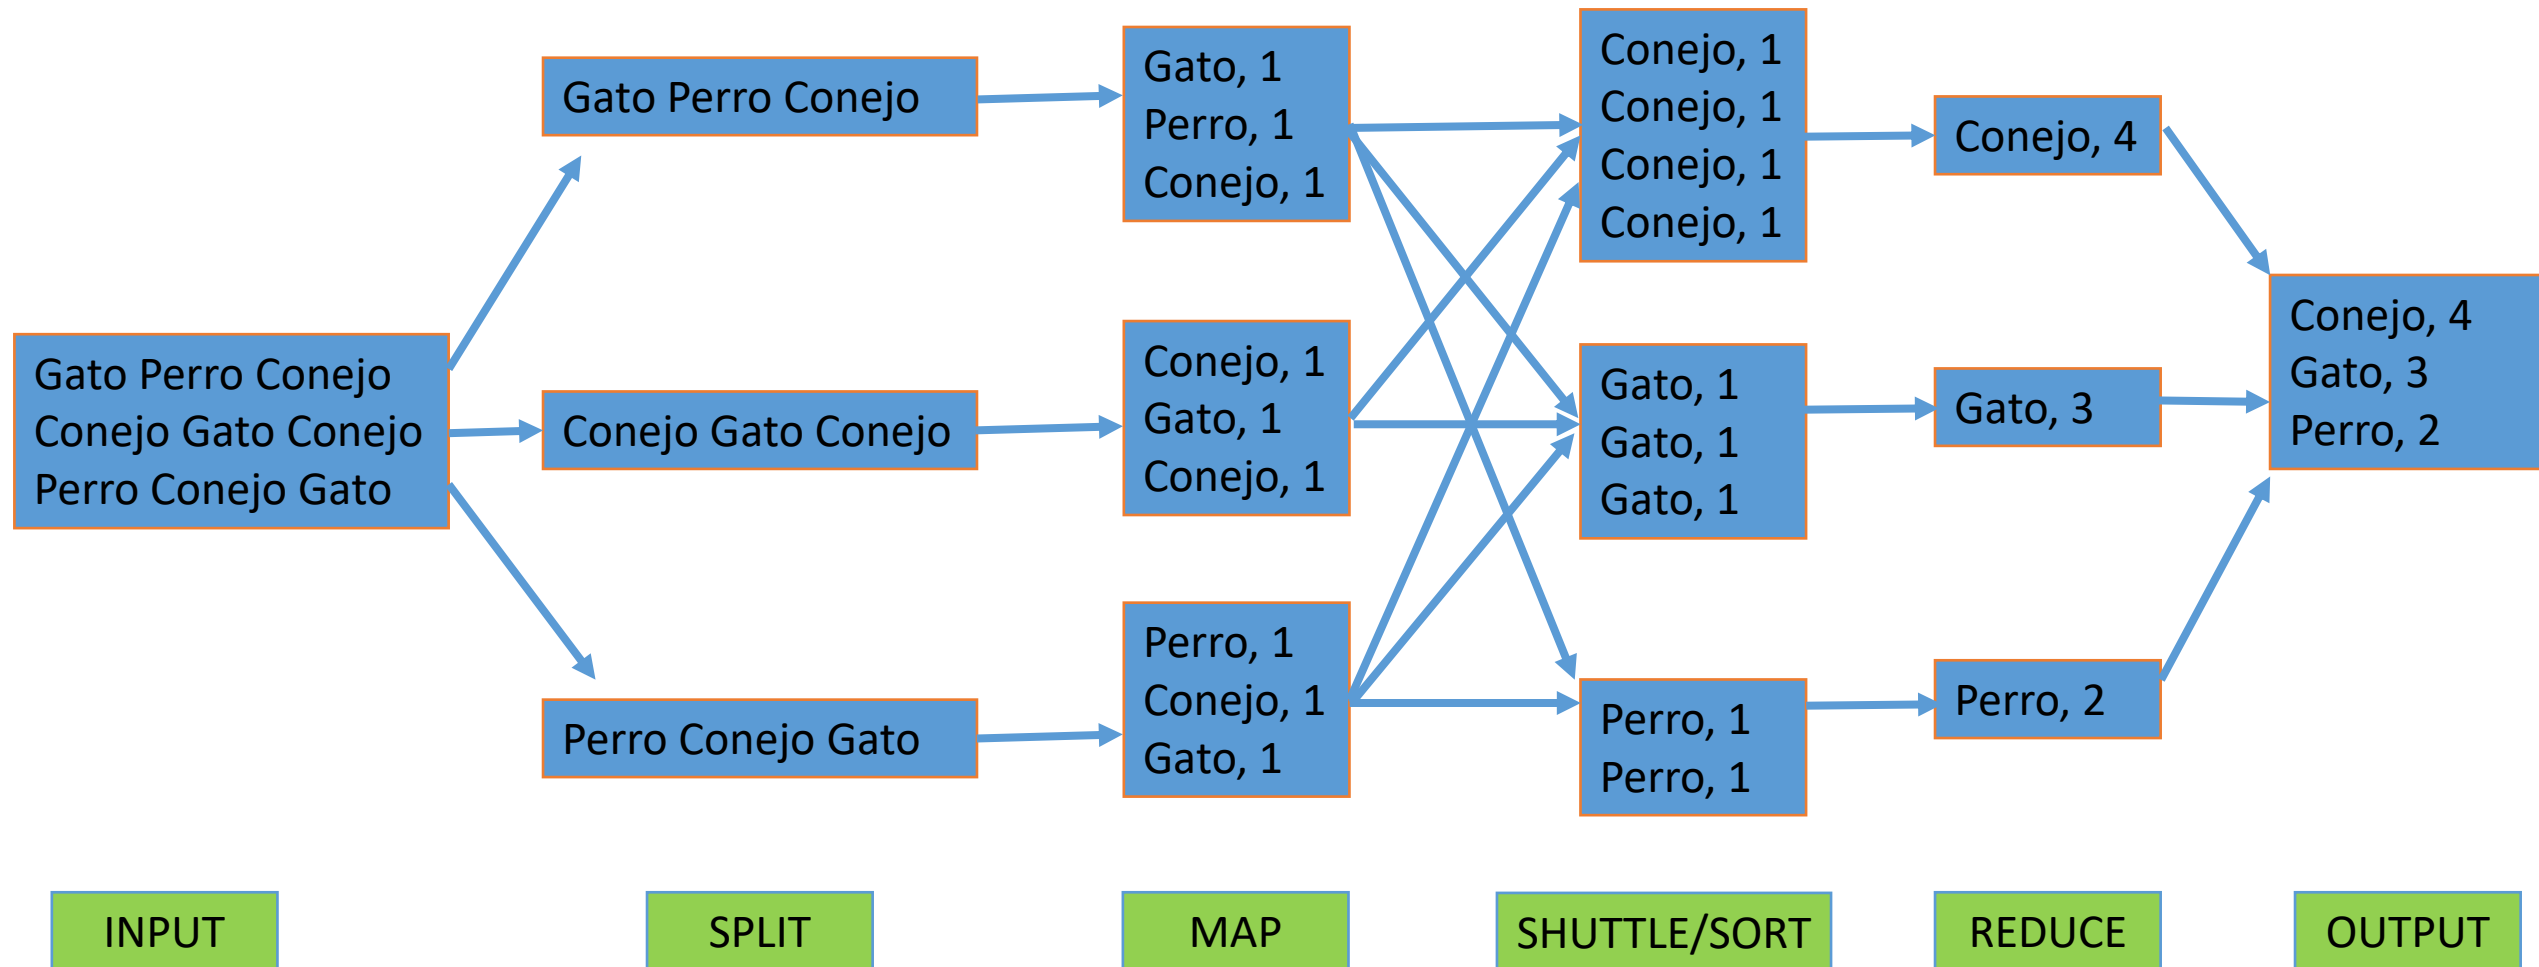 Gato Perro Conejo
Conejo Gato Conejo
Perro Conejo Gato
Gato Perro Conejo
Conejo Gato Conejo
Perro Conejo Gato
Gato, 1
Perro, 1
Conejo, 1
Conejo, 1
Gato, 1
Conejo, 1
Perro, 1
Conejo, 1
Gato, 1
Conejo, 1
Conejo, 1
Conejo, 1
Conejo, 1
Gato, 1
Gato, 1
Gato, 1
Perro, 1
Perro, 1
Conejo, 4
Gato, 3
Perro, 2
Conejo, 4
Gato, 3
Perro, 2
INPUT
SPLIT
MAP
SHUTTLE/SORT
REDUCE
OUTPUT